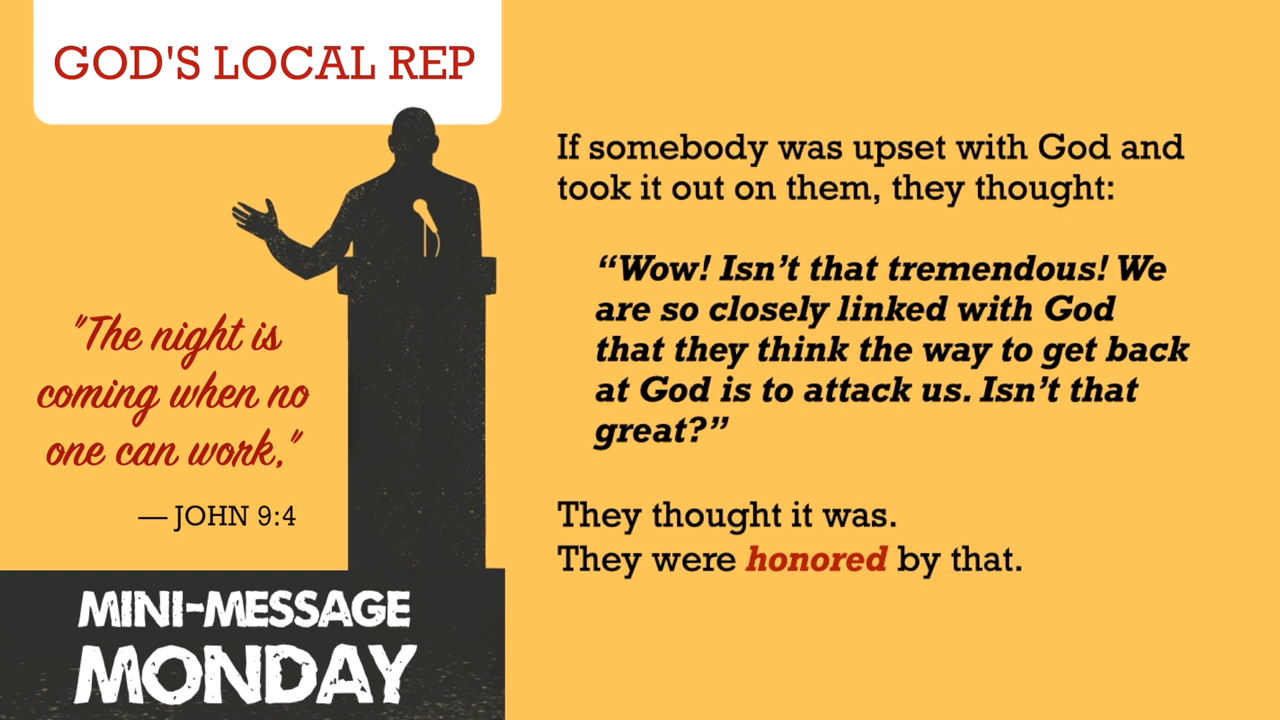 GOD'S LOCAL REP
"The night is
coming when no
one can work,"
— JOHN 9:4
MINI-MESSAGE
MONDAY
If somebody was upset with God and
took it out on them, they thought:
“Wow! Isn’t that tremendous! We
are so closely linked with God
that they think the way to get back
at God is to attack us. Isn’t that
great?”
They thought it was.
They were honored by that.